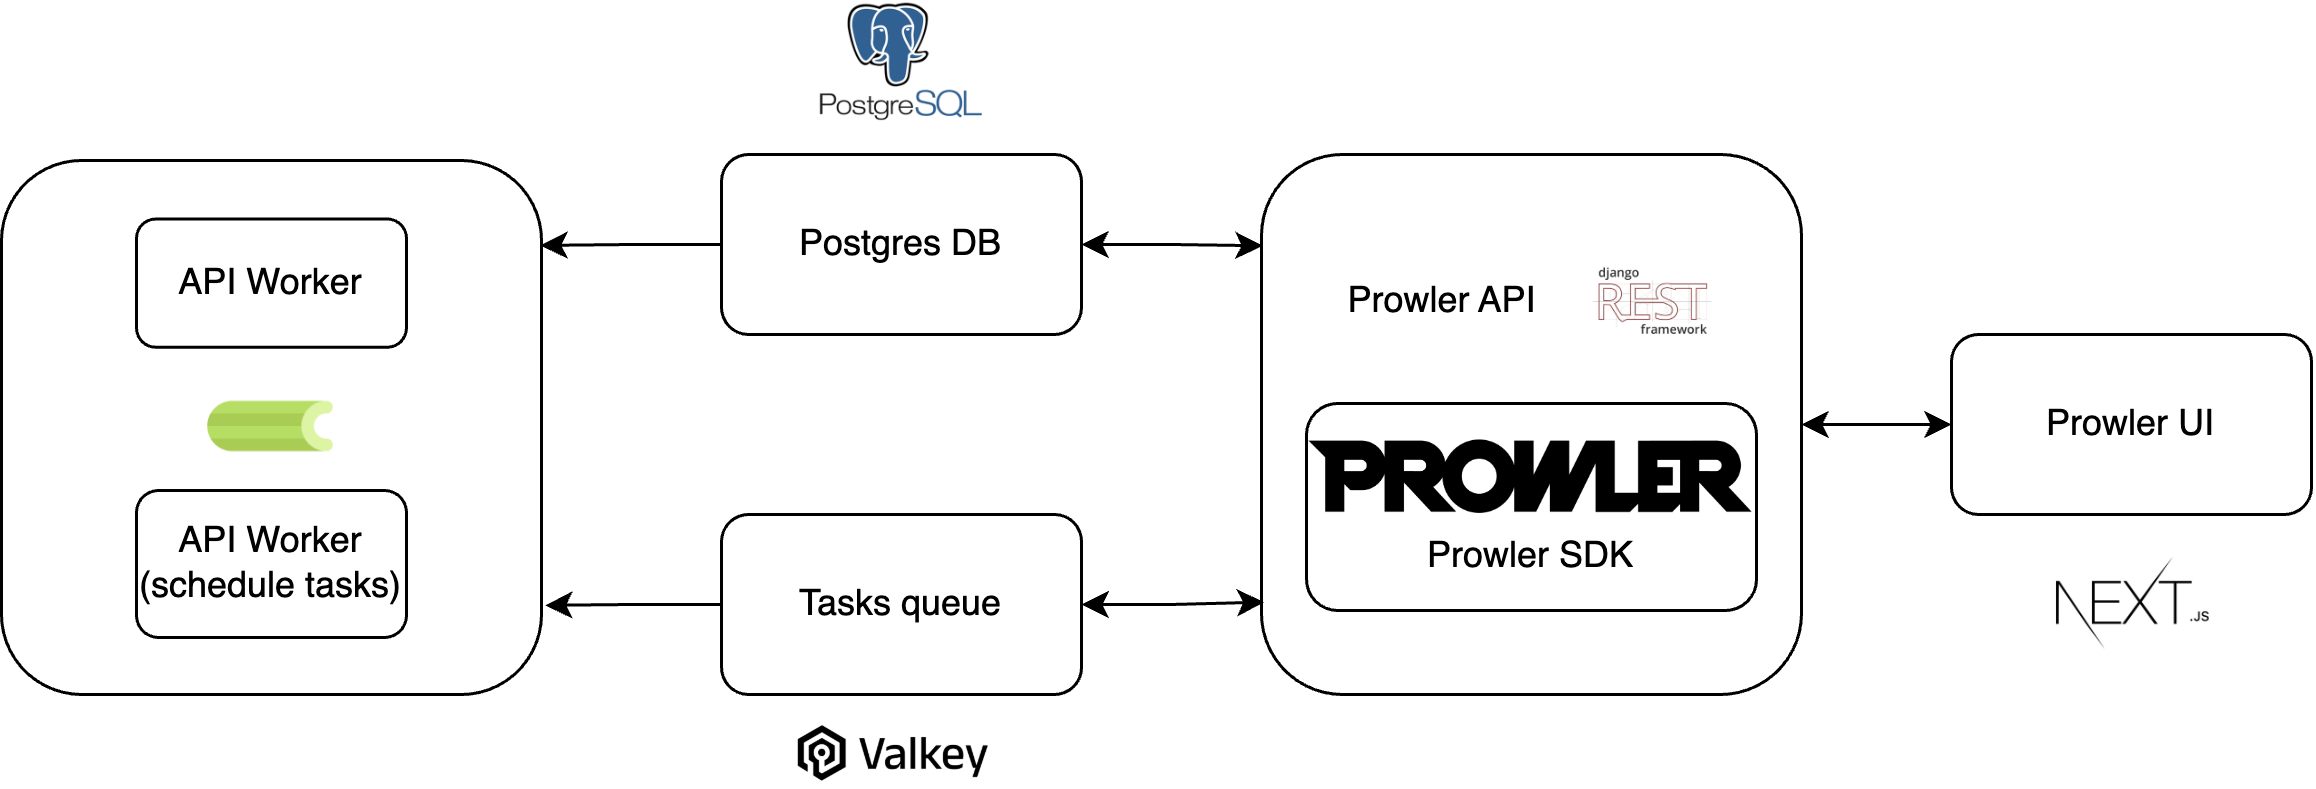 PostgreSQL
API Worker
API Worker
(schedule tasks)
Postgres DB
Tasks queue
Valkey
Prowler API
django
REST
framework
PROWLER
Prowler SDK
Prowler UI
NEXT.JS